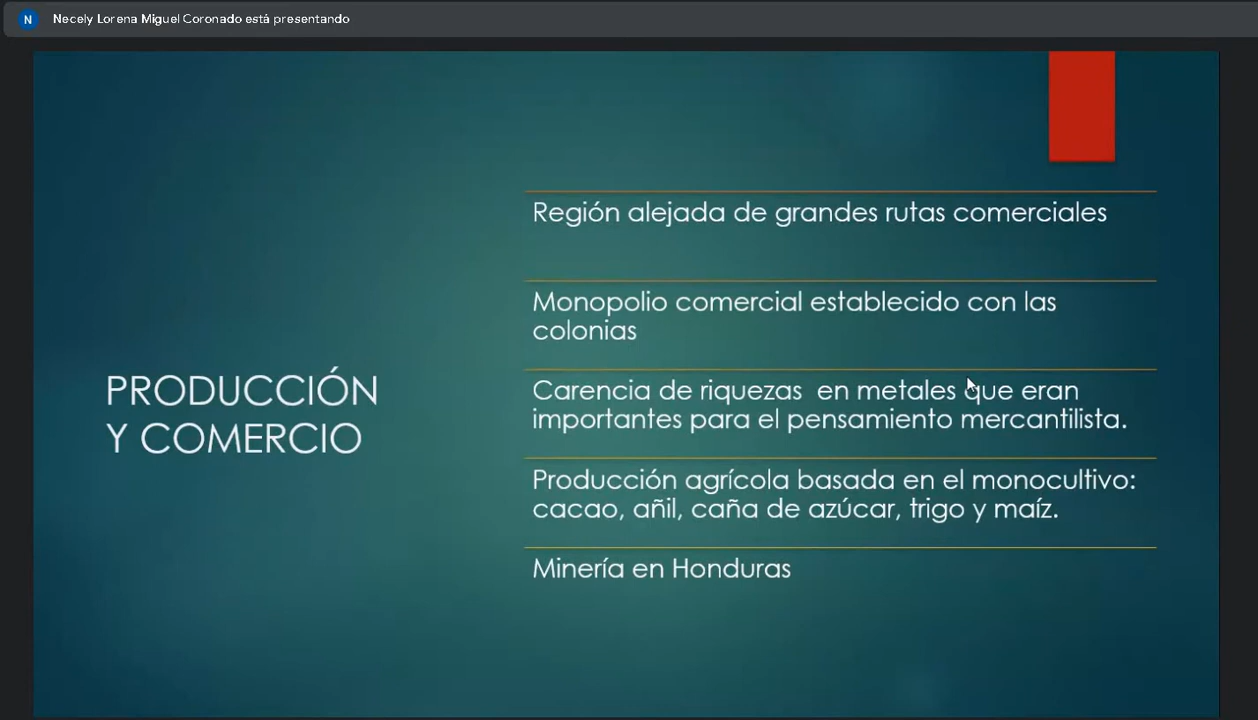 N
Necely Lorena Miguel Coronado está presentando
Región alejada de grandes rutas comerciales
Monopolio comercial establecido con las
colonias
PRODUCCIÓN
Y COMERCIO
Carencia de riquezas en metales que eran
importantes para el pensamiento mercantilista.
Producción agrícola basada en el monocultivo:
cacao, añil, caña de azúcar, trigo y maíz.
Minería en Honduras